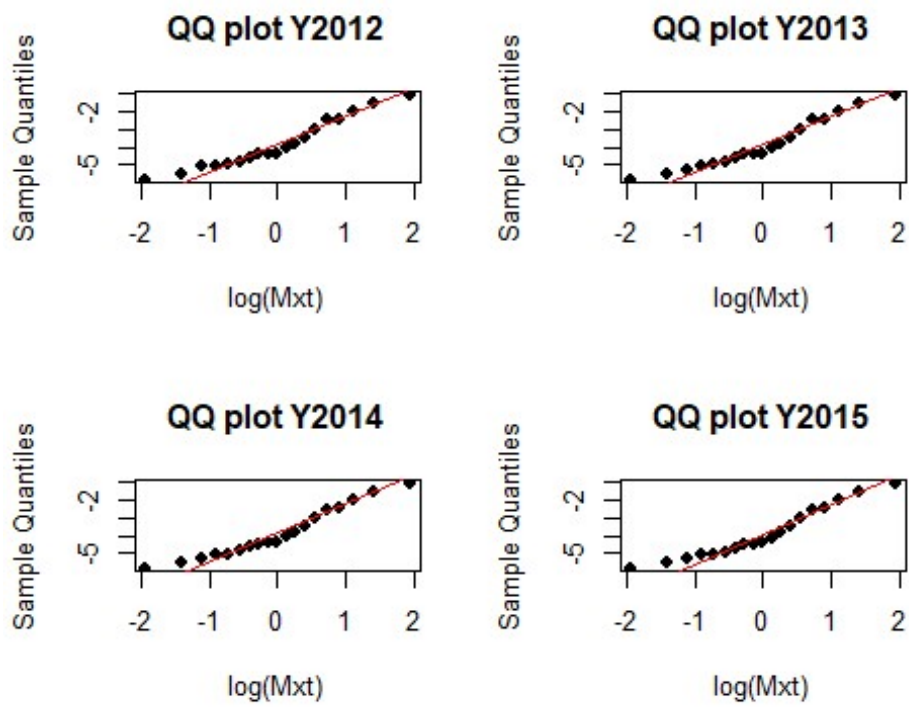 QQ plot Y2012
Sample Quantiles
-2
-5
-2 -1 0 1 2
log(Mxt)
QQ plot Y2013
Sample Quantiles
-2
-5
-2 -1 0 1 2
log(Mxt)
QQ plot Y2014
Sample Quantiles
-2
-5
-2 -1 0 1 2
log(Mxt)
QQ plot Y2015
Sample Quantiles
-2
-5
-2 -1 0 1 2
log(Mxt)